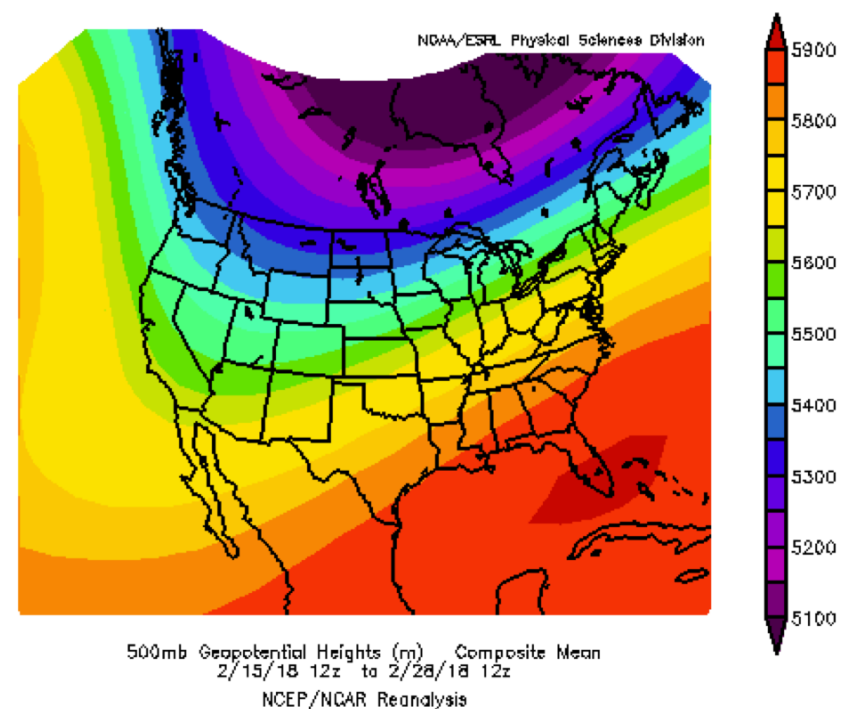 NOAA/ESRL Physical Sciences Division
5900
5800
5700
5600
5500
5400
5300
5200
5100
500mb Geopotential Heights (m) Composite Mean
2/15/18 12z to 2/28/18 12z
NCEP/NCAR Reanalysis